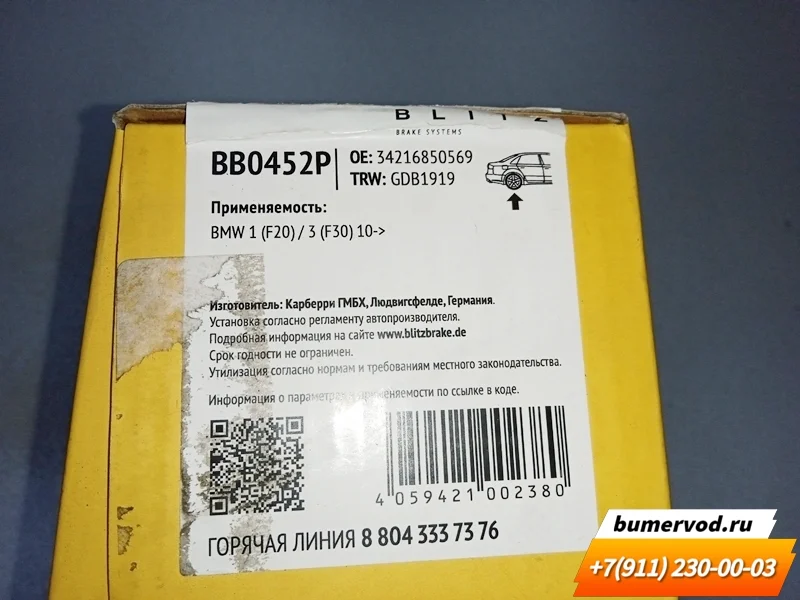 BLITZ
BRAKE SYSTEMS
BB0452P
OE: 34216850569
TRW: GDB1919
Применяемость:
BMW 1 (F20) / 3 (F30) 10->
Изготовитель: Карберри ГМБХ, Людвигсфельде, Германия.
Установка согласно регламенту автопроизводителя.
Подробная информация на сайте www.blitzbrake.de
Срок годности не ограничен.
Утилизация согласно нормам и требованиям местного законодательства.
Информация о параметрах и применяемости по ссылке в коде.
4 059421 002380
ГОРЯЧАЯ ЛИНИЯ 8 804 333 73 76
bumervod.ru
+7(911) 230-00-03